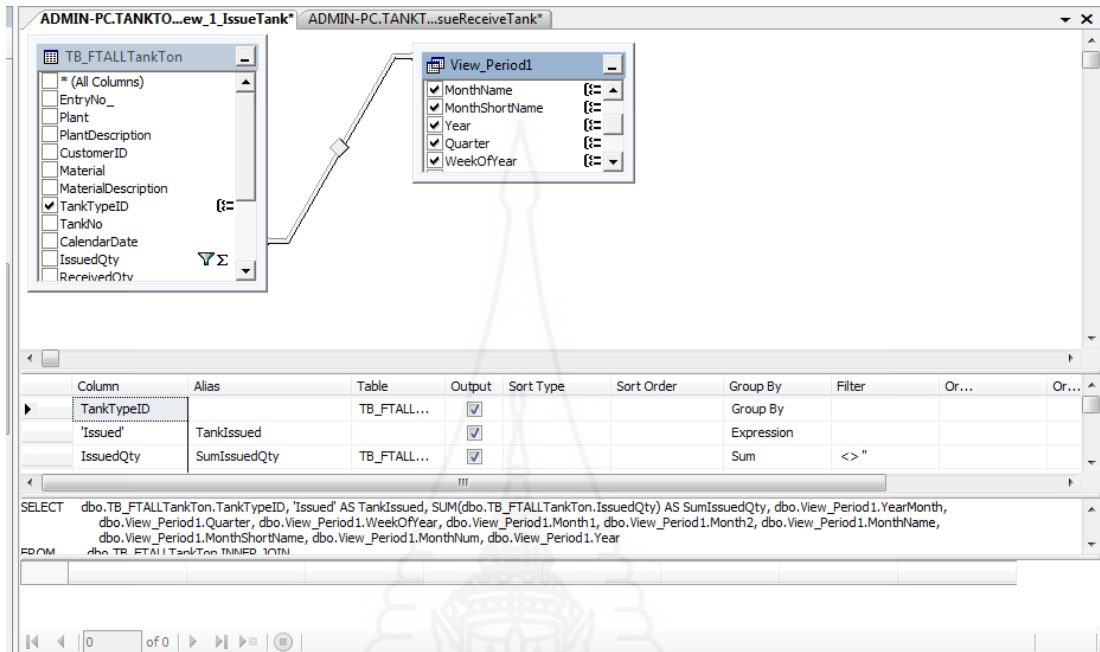 ADMIN-PC.TANKTO...ew_1_IssueTank* ADMIN-PC.TANKT...sueReceiveTank*
TB_FTALLTankTon
* (All Columns)
EntryNo_
Plant
PlantDescription
CustomerID
Material
MaterialDescription
TankTypeID
TankNo
CalendarDate
IssuedQty
ReceivedQty
View_Period1
MonthName
MonthShortName
Year
Quarter
WeekOfYear
Column Alias Table Output Sort Type Sort Order Group By Filter Or... Or...
TankTypeID TB_FTALL... Group By
'Issued' TankIssued Expression
IssuedQty SumIssuedQty TB_FTALL... Sum <> ''
SELECT dbo.TB_FTALLTankTon.TankTypeID, 'Issued' AS TankIssued, SUM(dbo.TB_FTALLTankTon.IssuedQty) AS SumIssuedQty, dbo.View_Period1.YearMonth,
dbo.View_Period1.Quarter, dbo.View_Period1.WeekOfYear, dbo.View_Period1.Month1, dbo.View_Period1.Month2, dbo.View_Period1.MonthName,
dbo.View_Period1.MonthShortName, dbo.View_Period1.MonthNum, dbo.View_Period1.Year
FROM dbo.TB_FTALLTankTon INNER JOIN
0 of 0